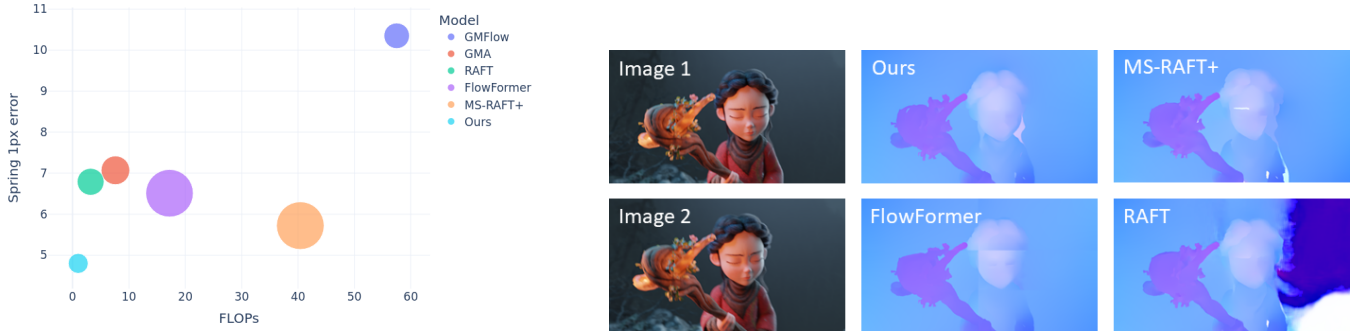 11
10
9
8
7
6
5
Spring 1px error
0
10
20
30
40
50
60
FLOPs
Model
GMFlow
GMA
RAFT
FlowFormer
MS-RAFT+
Ours
Image 1
Ours
MS-RAFT+
Image 2
FlowFormer
RAFT